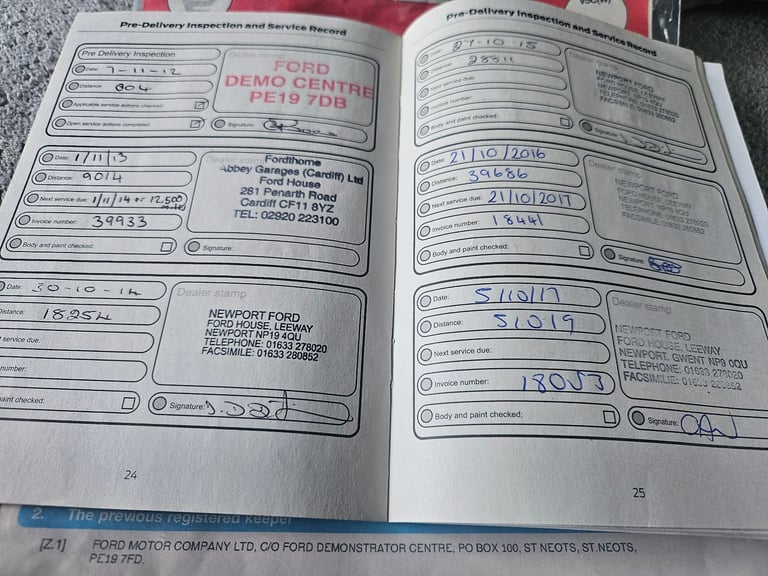 Pre-Delivery Inspection and Service Record
Pre Delivery Inspection
Date: 7-11-12
Distance: 004
Applicable service actions checked
Open service actions completed
Dealer stamp
FORD
DEMO CENTRE
PE19 7DB
Signature:
Date: 1/11/13
Distance: 9014
Next service due: 1/11/14 or 12,500 miles
Invoice number: 39933
Body and paint checked:
Dealer stamp
Fordthorne
Abbey Garages (Cardiff) Ltd
Ford House
281 Penarth Road
Cardiff CF11 8YZ
TEL: 02920 223100
Signature:
Date: 30-10-14
Distance: 18254
service due:
number:
paint checked:
Dealer stamp
NEWPORT FORD
FORD HOUSE, LEEWAY
NEWPORT NP19 4QU
TELEPHONE: 01633 278020
FACSIMILE: 01633 280852
Signature:
24
Pre-Delivery Inspection and Service Record
Date: 27-10-15
Distance: 28511
Next service due:
Invoice number:
Body and paint checked:
Dealer stamp
NEWPORT FORD
Signature:
Date: 21/10/2016
Distance: 39686
Next service due: 21/10/2017
Invoice number: 18441
Body and paint checked:
Dealer stamp
NEWPORT FORD
Signature:
Date: 5/10/17
Distance: 51019
Next service due:
Invoice number: 18053
Body and paint checked:
Dealer stamp
NEWPORT FORD
FORD HOUSE, LEEWAY
NEWPORT, GWENT NP9 0QU
TELEPHONE: 01633 278020
FACSIMILIE: 01633 280852
Signature:
25
2. The previous registered keeper
[Z.1] FORD MOTOR COMPANY LTD, C/O FORD DEMONSTRATOR CENTRE, PO BOX 100, ST NEOTS, ST.NEOTS,
PE19 7FD.